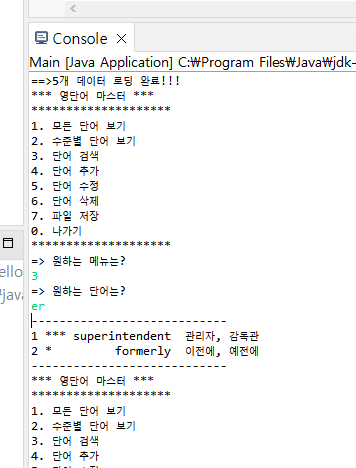 Console
Main [Java Application] C:₩Program Files₩Java₩jdk-
==>5개 데이터 로딩 완료!!!
*** 영단어 마스터 ***
********************
1. 모든 단어 보기
2. 수준별 단어 보기
3. 단어 검색
4. 단어 추가
5. 단어 수정
6. 단어 삭제
7. 파일 저장
0. 나가기
********************
=> 원하는 메뉴는?
3
=> 원하는 단어는?
er
----------------------------
1 *** superintendent 관리자, 감독관
2 * formerly 이전에, 예전에
----------------------------
*** 영단어 마스터 ***
********************
1. 모든 단어 보기
2. 수준별 단어 보기
3. 단어 검색
4. 단어 추가
ello
₩java